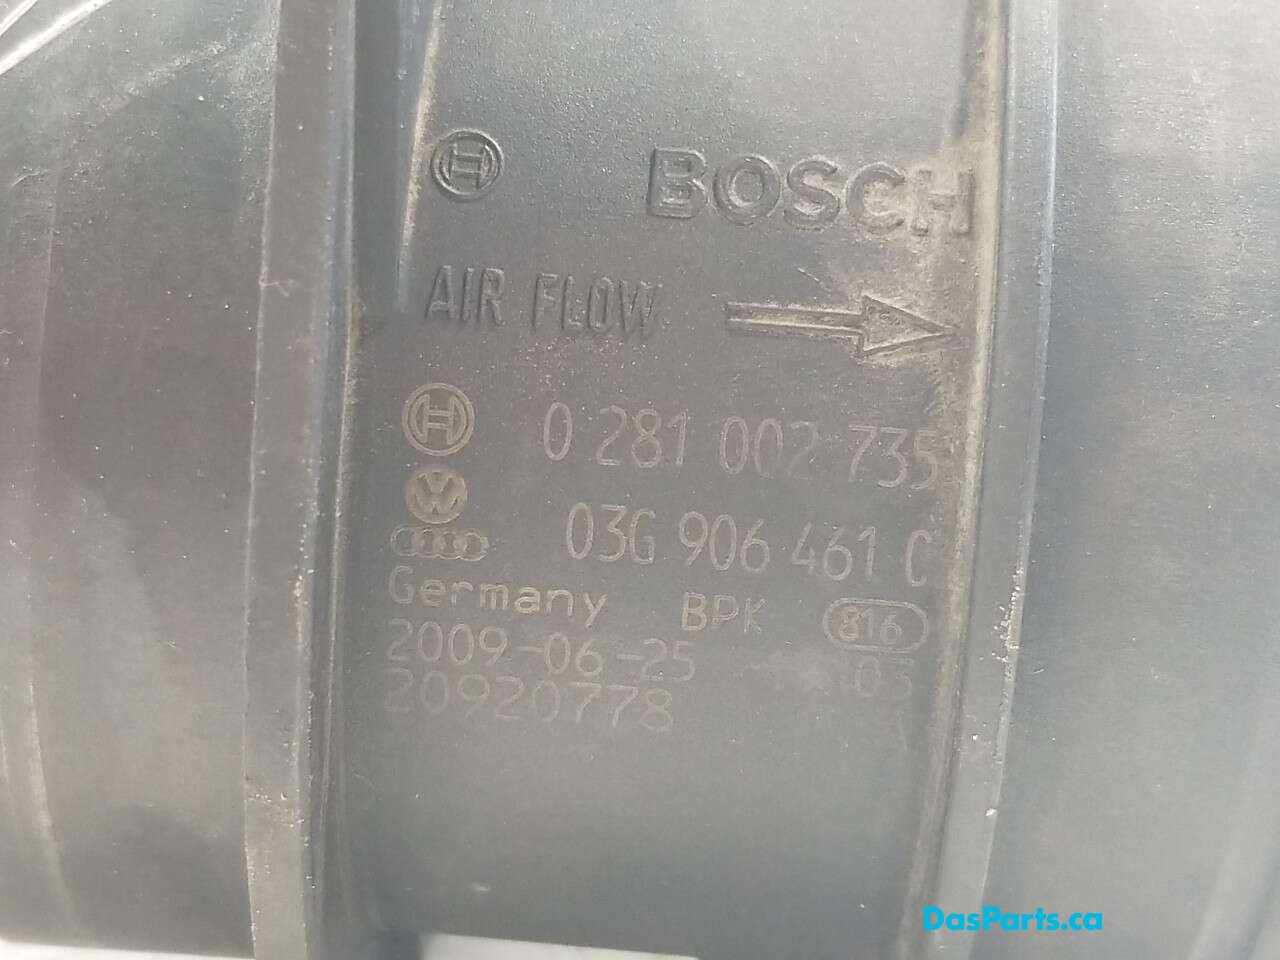 BOSCH
AIR FLOW
0 281 002 735
03G 906 461 C
Germany BPK 816
2009-06-25 05
20920778
DasParts.ca